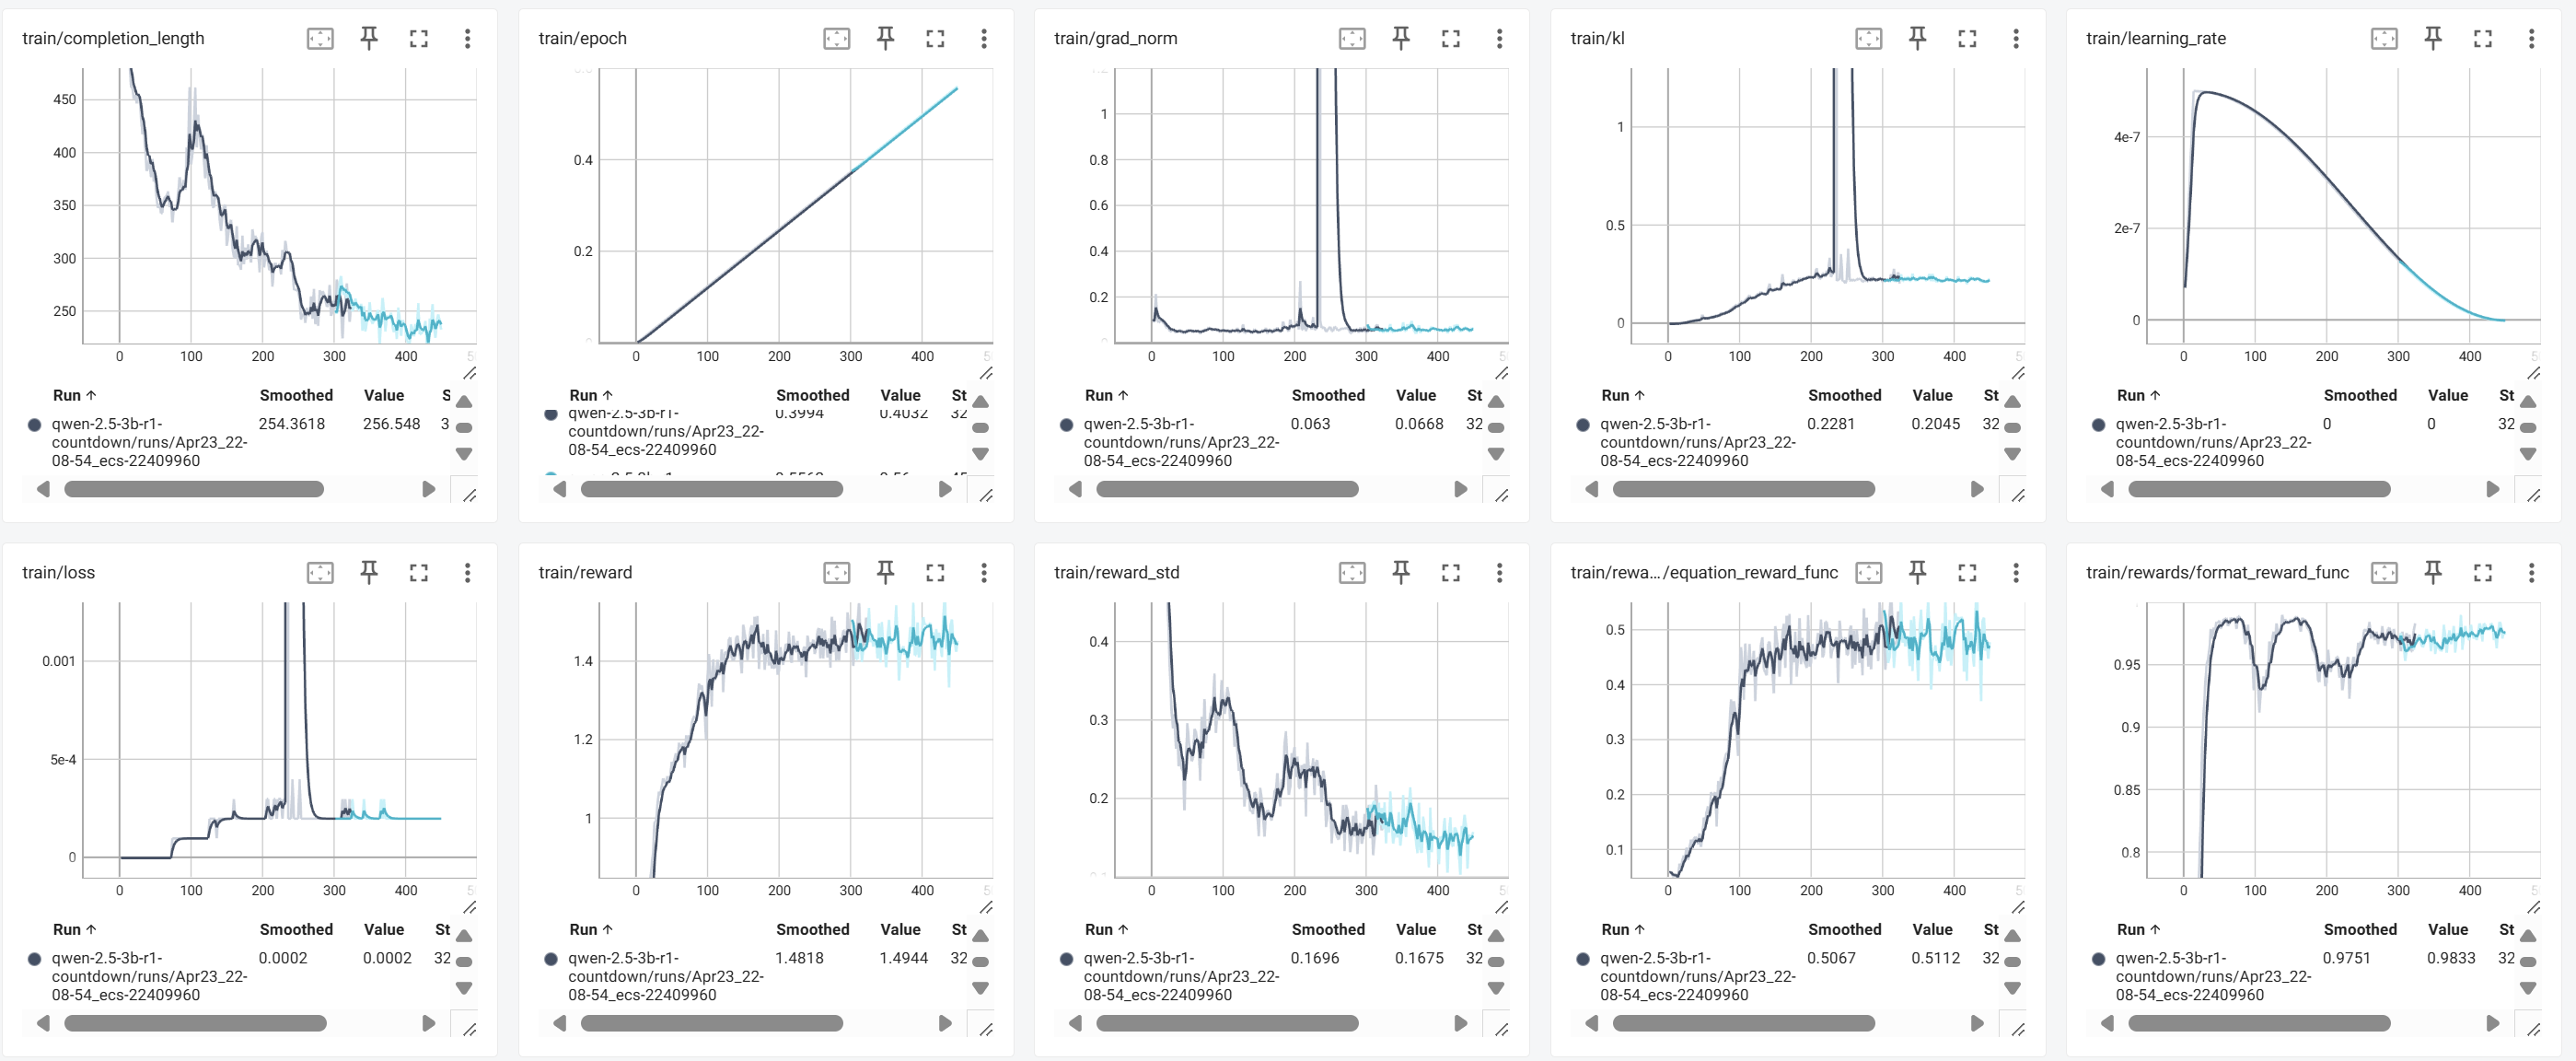 train/completion_length
450
400
350
300
250
0 100 200 300 400
Run ↑ Smoothed Value S
qwen-2.5-3b-r1- 254.3618 256.548 3
countdown/runs/Apr23_22-
08-54_ecs-22409960
train/epoch
0.4
0.2
0 100 200 300 400
Run ↑ Smoothed Value St
qwen-2.5-3b-r1- 0.3994 0.4032 32
countdown/runs/Apr23_22-
08-54_ecs-22409960
train/grad_norm
1
0.8
0.6
0.4
0.2
0 100 200 300 400
Run ↑ Smoothed Value St
qwen-2.5-3b-r1- 0.063 0.0668 32
countdown/runs/Apr23_22-
08-54_ecs-22409960
train/kl
1
0.5
0
0 100 200 300 400
Run ↑ Smoothed Value St
qwen-2.5-3b-r1- 0.2281 0.2045 32
countdown/runs/Apr23_22-
08-54_ecs-22409960
train/learning_rate
4e-7
2e-7
0
0 100 200 300 400
Run ↑ Smoothed Value St
qwen-2.5-3b-r1- 0 0 32
countdown/runs/Apr23_22-
08-54_ecs-22409960
train/loss
0.001
5e-4
0
0 100 200 300 400
Run ↑ Smoothed Value St
qwen-2.5-3b-r1- 0.0002 0.0002 32
countdown/runs/Apr23_22-
08-54_ecs-22409960
train/reward
1.4
1.2
1
0 100 200 300 400
Run ↑ Smoothed Value St
qwen-2.5-3b-r1- 1.4818 1.4944 32
countdown/runs/Apr23_22-
08-54_ecs-22409960
train/reward_std
0.4
0.3
0.2
0 100 200 300 400
Run ↑ Smoothed Value St
qwen-2.5-3b-r1- 0.1696 0.1675 32
countdown/runs/Apr23_22-
08-54_ecs-22409960
train/rewa…/equation_reward_func
0.5
0.4
0.3
0.2
0.1
0 100 200 300 400
Run ↑ Smoothed Value St
qwen-2.5-3b-r1- 0.5067 0.5112 32
countdown/runs/Apr23_22-
08-54_ecs-22409960
train/rewards/format_reward_func
0.95
0.9
0.85
0.8
0 100 200 300 400
Run ↑ Smoothed Value St
qwen-2.5-3b-r1- 0.9751 0.9833 32
countdown/runs/Apr23_22-
08-54_ecs-22409960